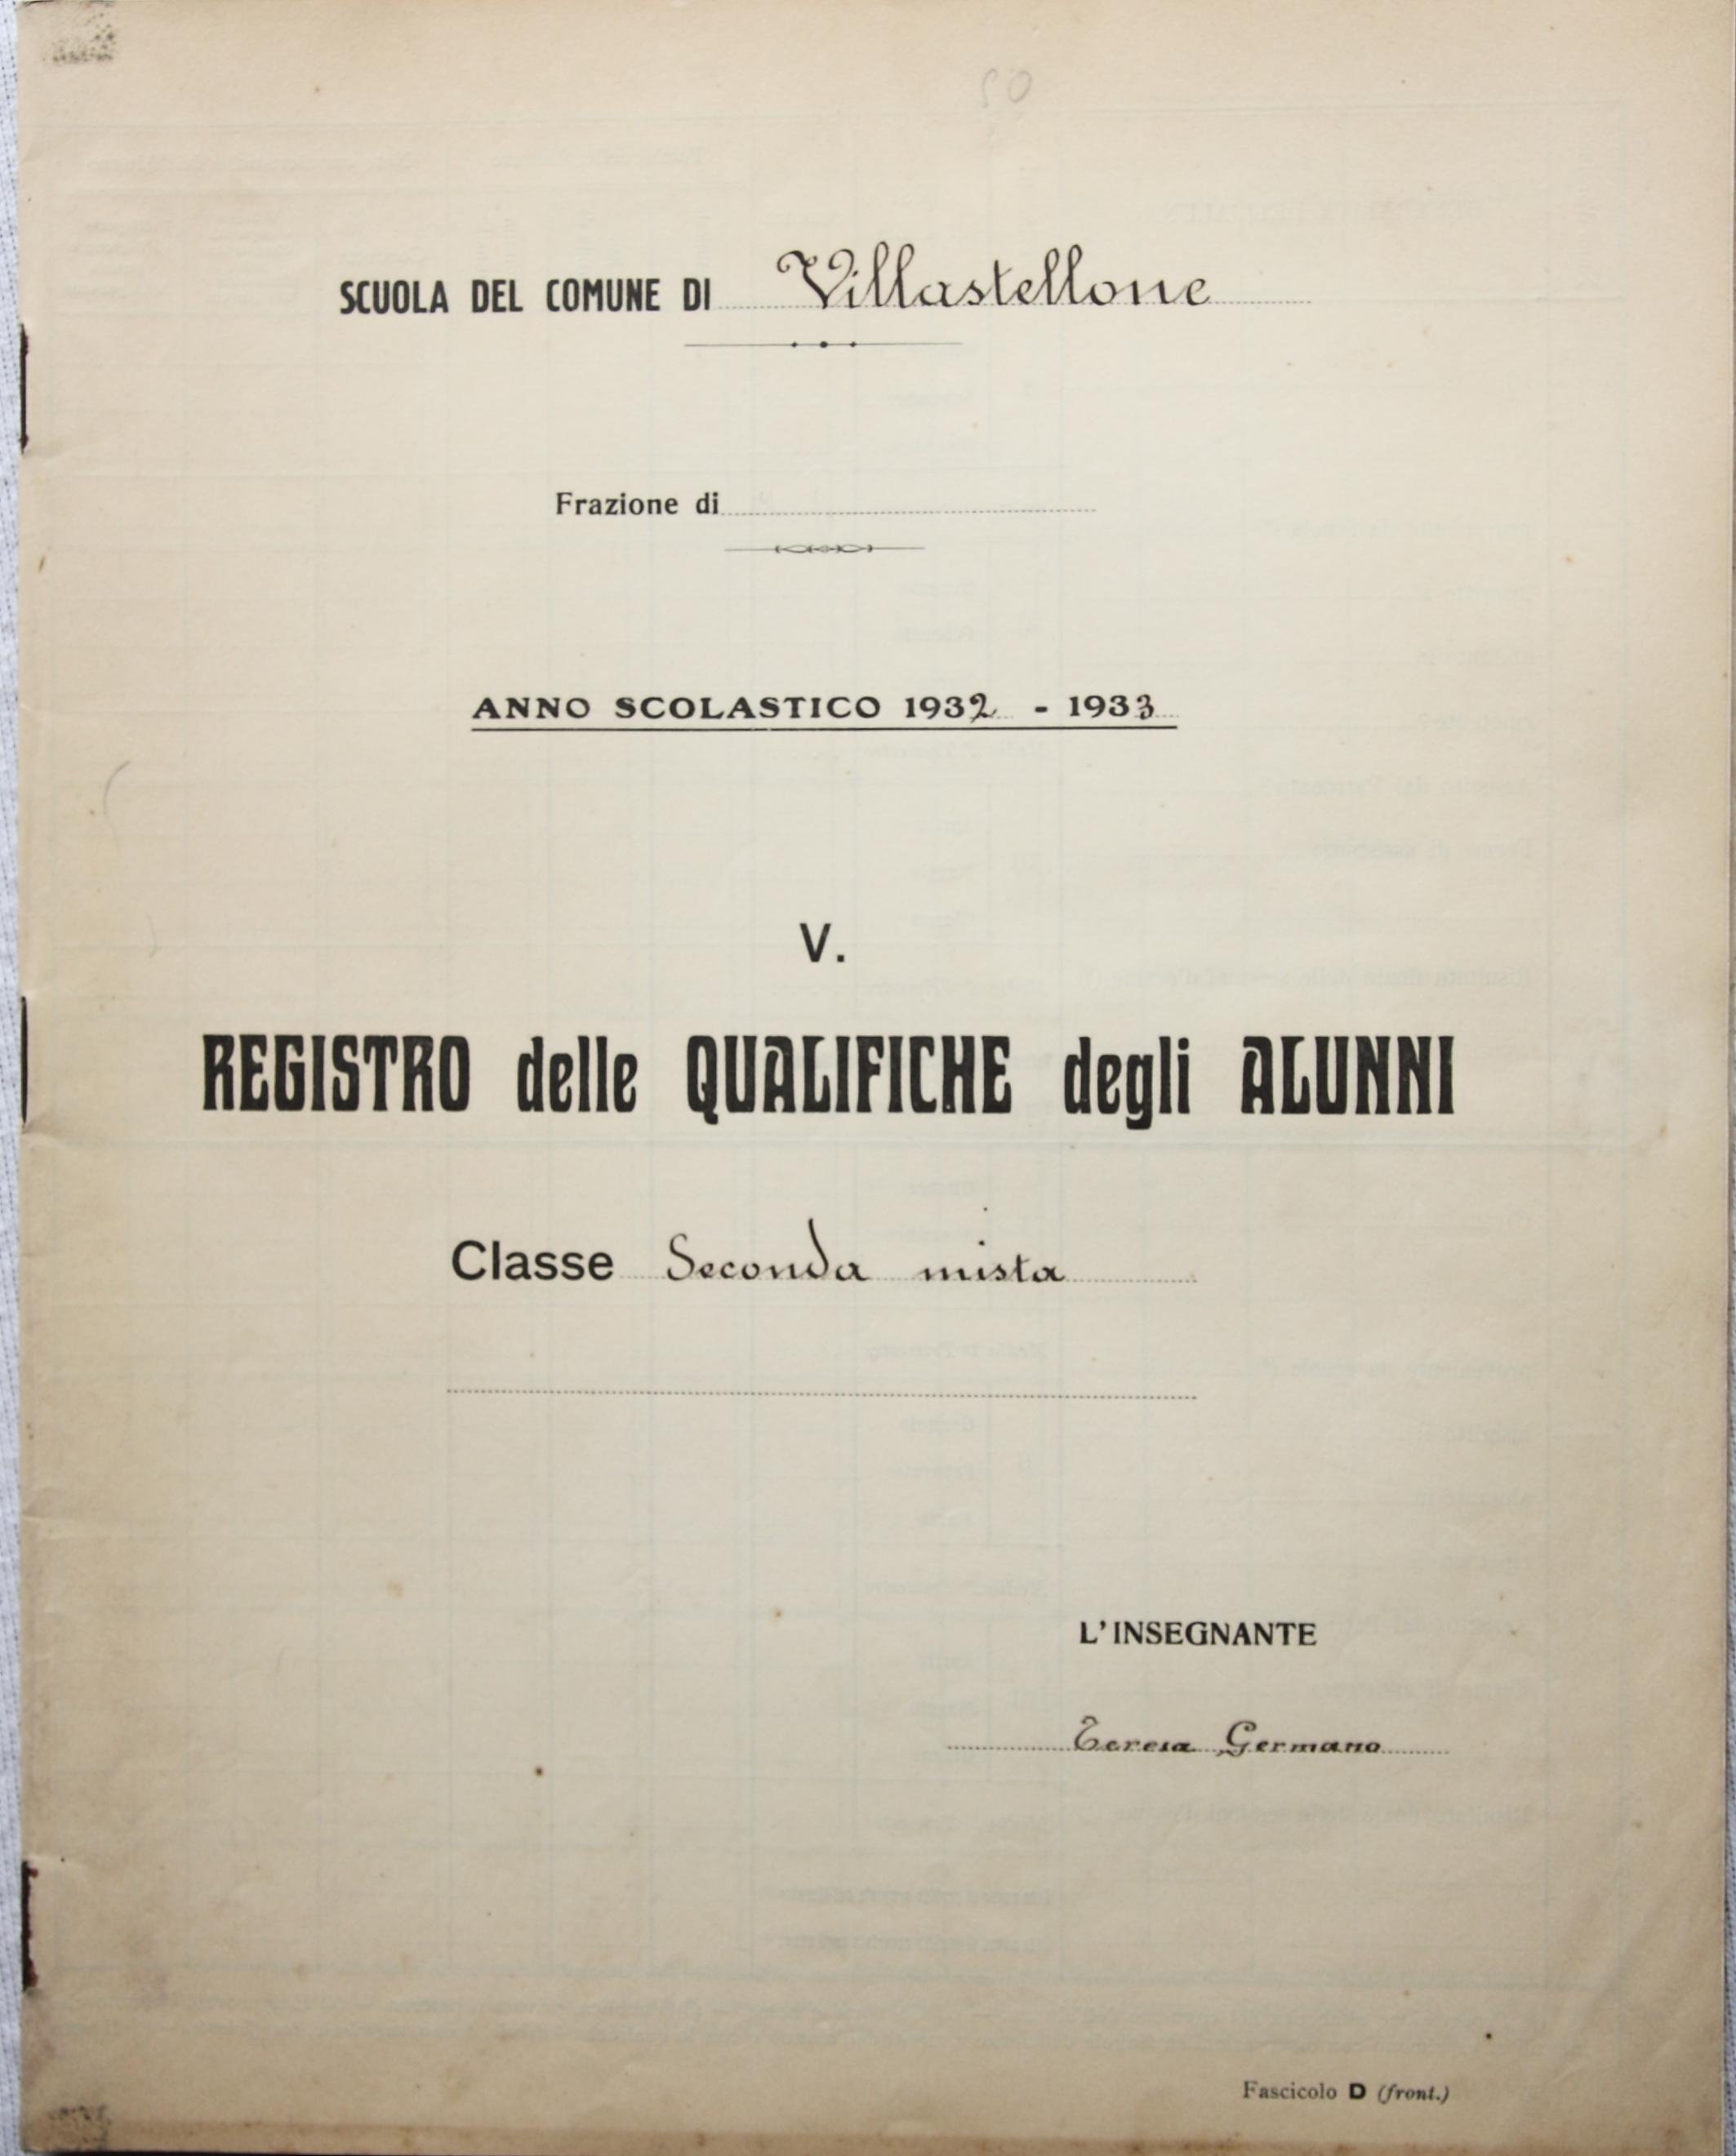 SCUOLA DEL COMUNE DI Villastellone
Frazione di
ANNO SCOLASTICO 1932 - 1933
V.
REGISTRO delle QUALIFICHE degli ALUNNI
Classe Seconda mista
L'INSEGNANTE
Teresa Germano
Fascicolo D (front.)